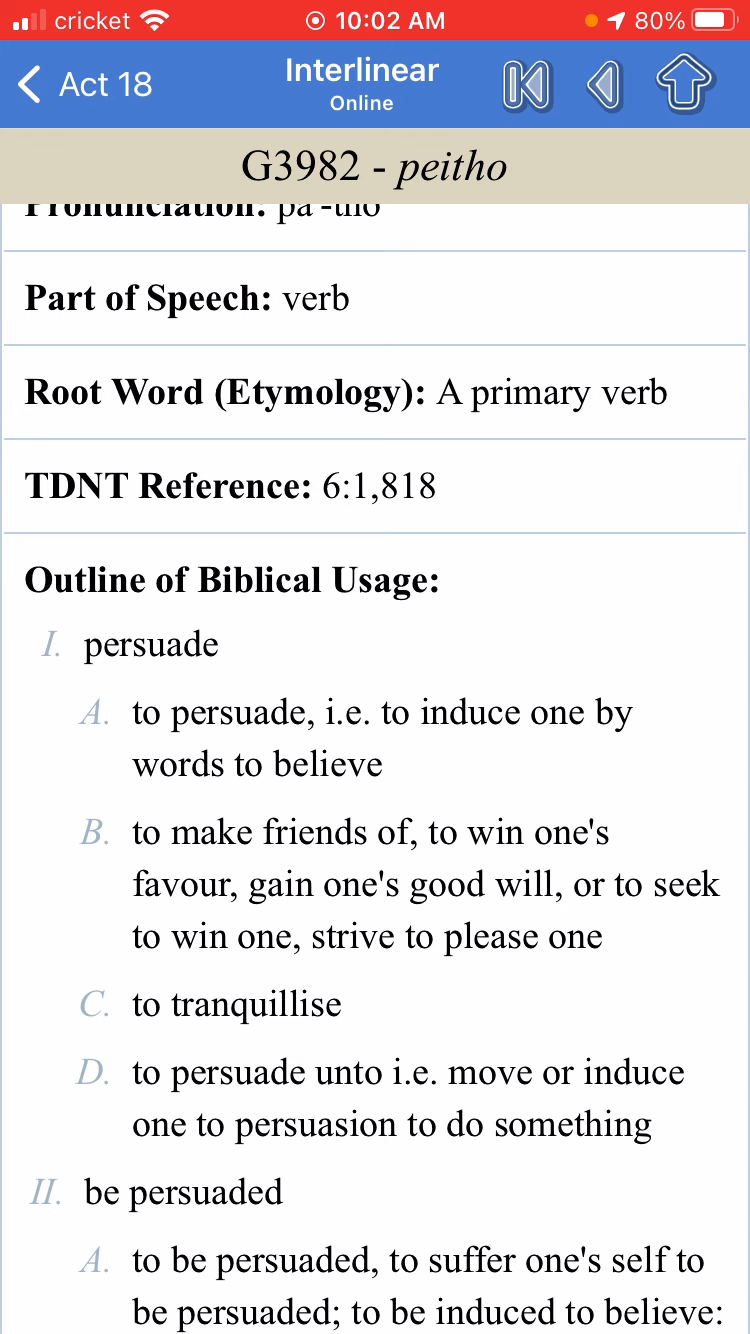 cricket 10:02 AM 80%
Act 18 Interlinear
Online
G3982 - peitho
Pronunciation: pā'-thō
Part of Speech: verb
Root Word (Etymology): A primary verb
TDNT Reference: 6:1,818
Outline of Biblical Usage:
I. persuade
A. to persuade, i.e. to induce one by
words to believe
B. to make friends of, to win one's
favour, gain one's good will, or to seek
to win one, strive to please one
C. to tranquillise
D. to persuade unto i.e. move or induce
one to persuasion to do something
II. be persuaded
A. to be persuaded, to suffer one's self to
be persuaded; to be induced to believe: